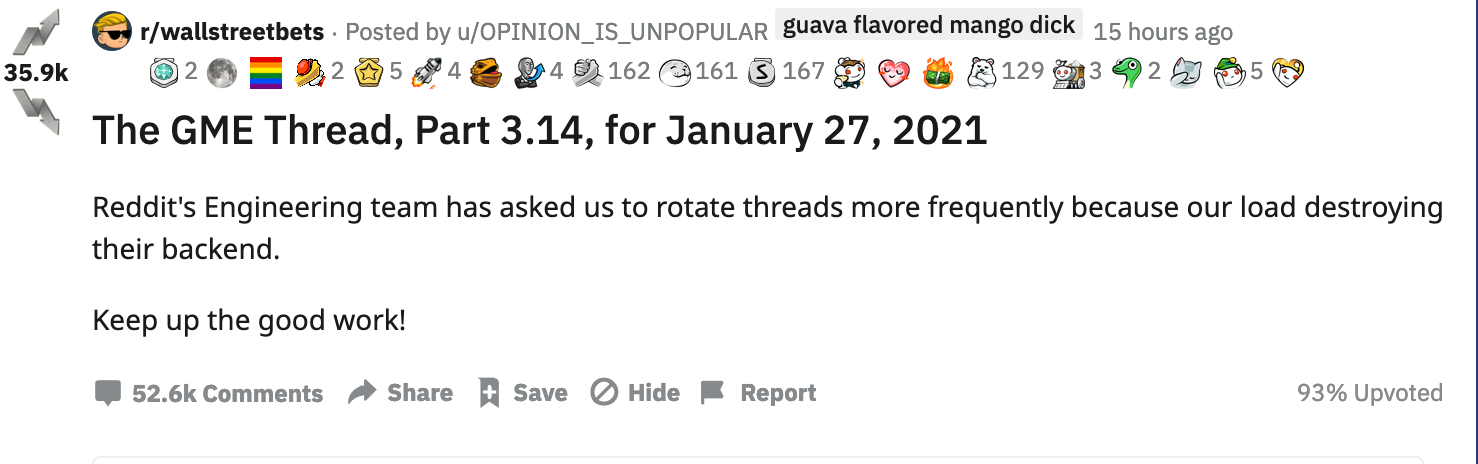 r/wallstreetbets · Posted by u/OPINION_IS_UNPOPULAR guava flavored mango dick 15 hours ago
35.9k 2 2 5 4 4 162 161 S 167 129 3 2 5
The GME Thread, Part 3.14, for January 27, 2021
Reddit's Engineering team has asked us to rotate threads more frequently because our load destroying
their backend.
Keep up the good work!
52.6k Comments Share Save Hide Report 93% Upvoted